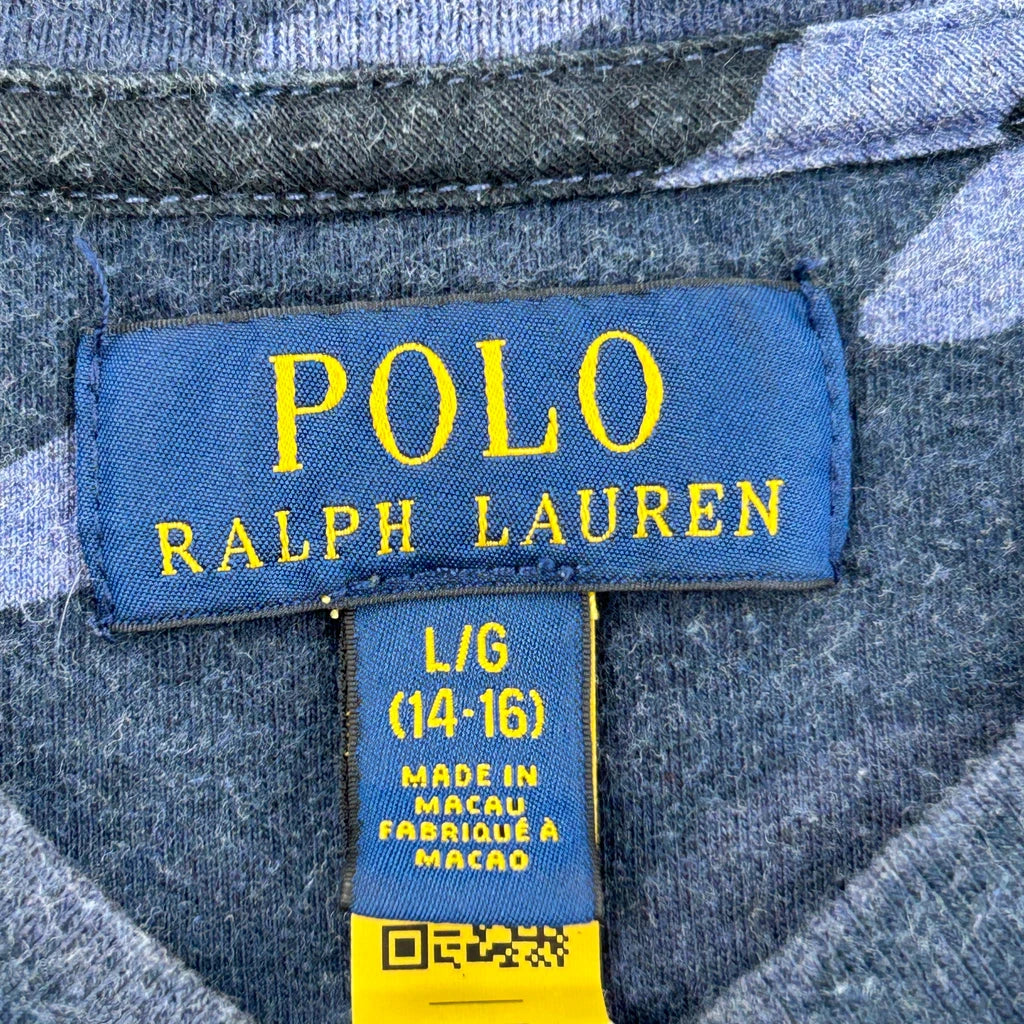 POLO
RALPH LAUREN
L/G
(14·16)
MADE IN
MACAU
FABRIQUÉ À
MACAO